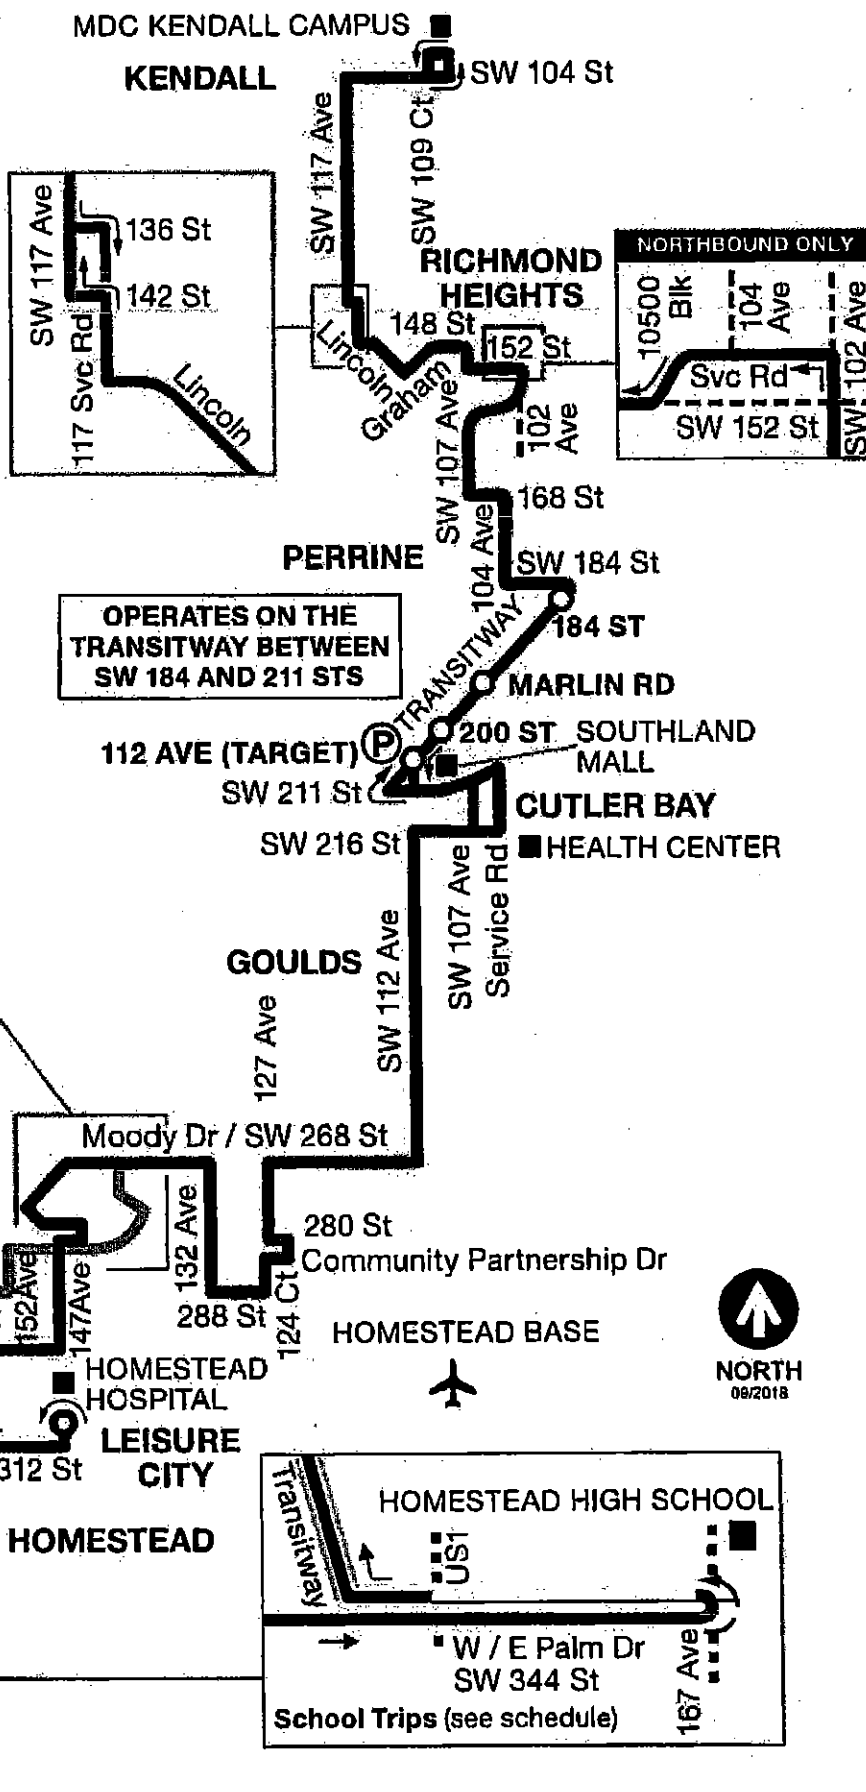 MDC KENDALL CAMPUS
KENDALL
SW 104 St
SW 117 Ave
SW 109 Ct
SW 117 Ave
136 St
142 St
117 Svc Rd
Lincoln
RICHMOND
HEIGHTS
NORTHBOUND ONLY
10500
Blk
104
Ave
SW 102 Ave
Svc Rd
SW 152 St
Lincoln
148 St
152 St
Graham
SW 107 Ave
102
Ave
168 St
PERRINE
104 Ave
SW 184 St
OPERATES ON THE
TRANSITWAY BETWEEN
SW 184 AND 211 STS
TRANSITWAY
184 ST
MARLIN RD
200 ST
SOUTHLAND
MALL
112 AVE (TARGET)
P
SW 211 St
CUTLER BAY
SW 216 St
HEALTH CENTER
SW 107 Ave
Service Rd
GOULDS
SW 112 Ave
127 Ave
Moody Dr / SW 268 St
132 Ave
280 St
Community Partnership Dr
152Ave
147Ave
288 St
124 Ct
HOMESTEAD BASE
NORTH
09/2018
HOMESTEAD
HOSPITAL
LEISURE
CITY
312 St
HOMESTEAD
Transitway
HOMESTEAD HIGH SCHOOL
US1
W / E Palm Dr
SW 344 St
167 Ave
School Trips (see schedule)